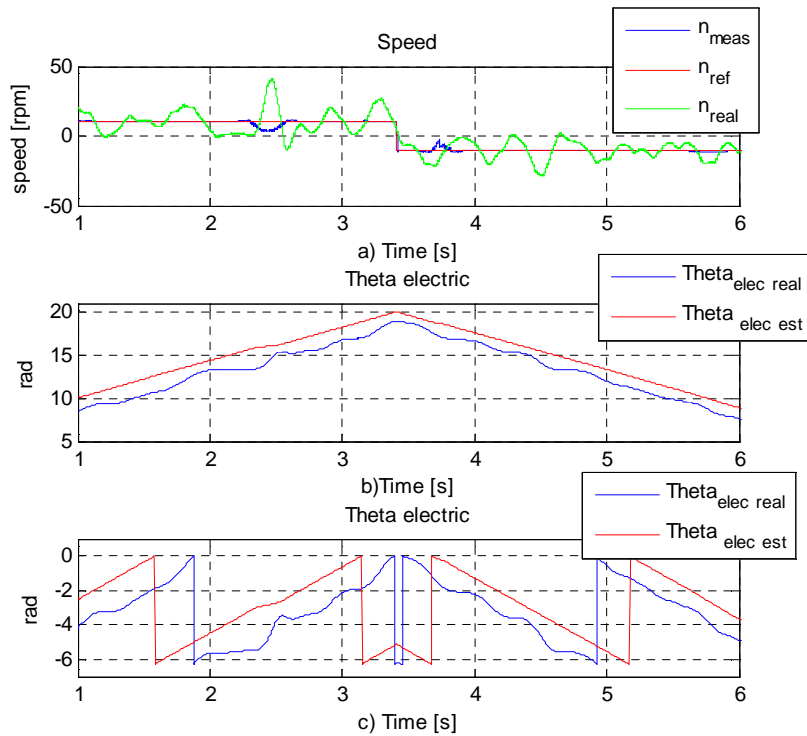 Speed
n_meas
n_ref
n_real
speed [rpm]
50
0
-50
1 2 3 4 5 6
a) Time [s]
Theta electric
Theta_elec real
Theta_elec est
rad
20
15
10
5
1 2 3 4 5 6
b)Time [s]
Theta electric
Theta_elec real
Theta_elec est
rad
0
-2
-4
-6
1 2 3 4 5 6
c) Time [s]